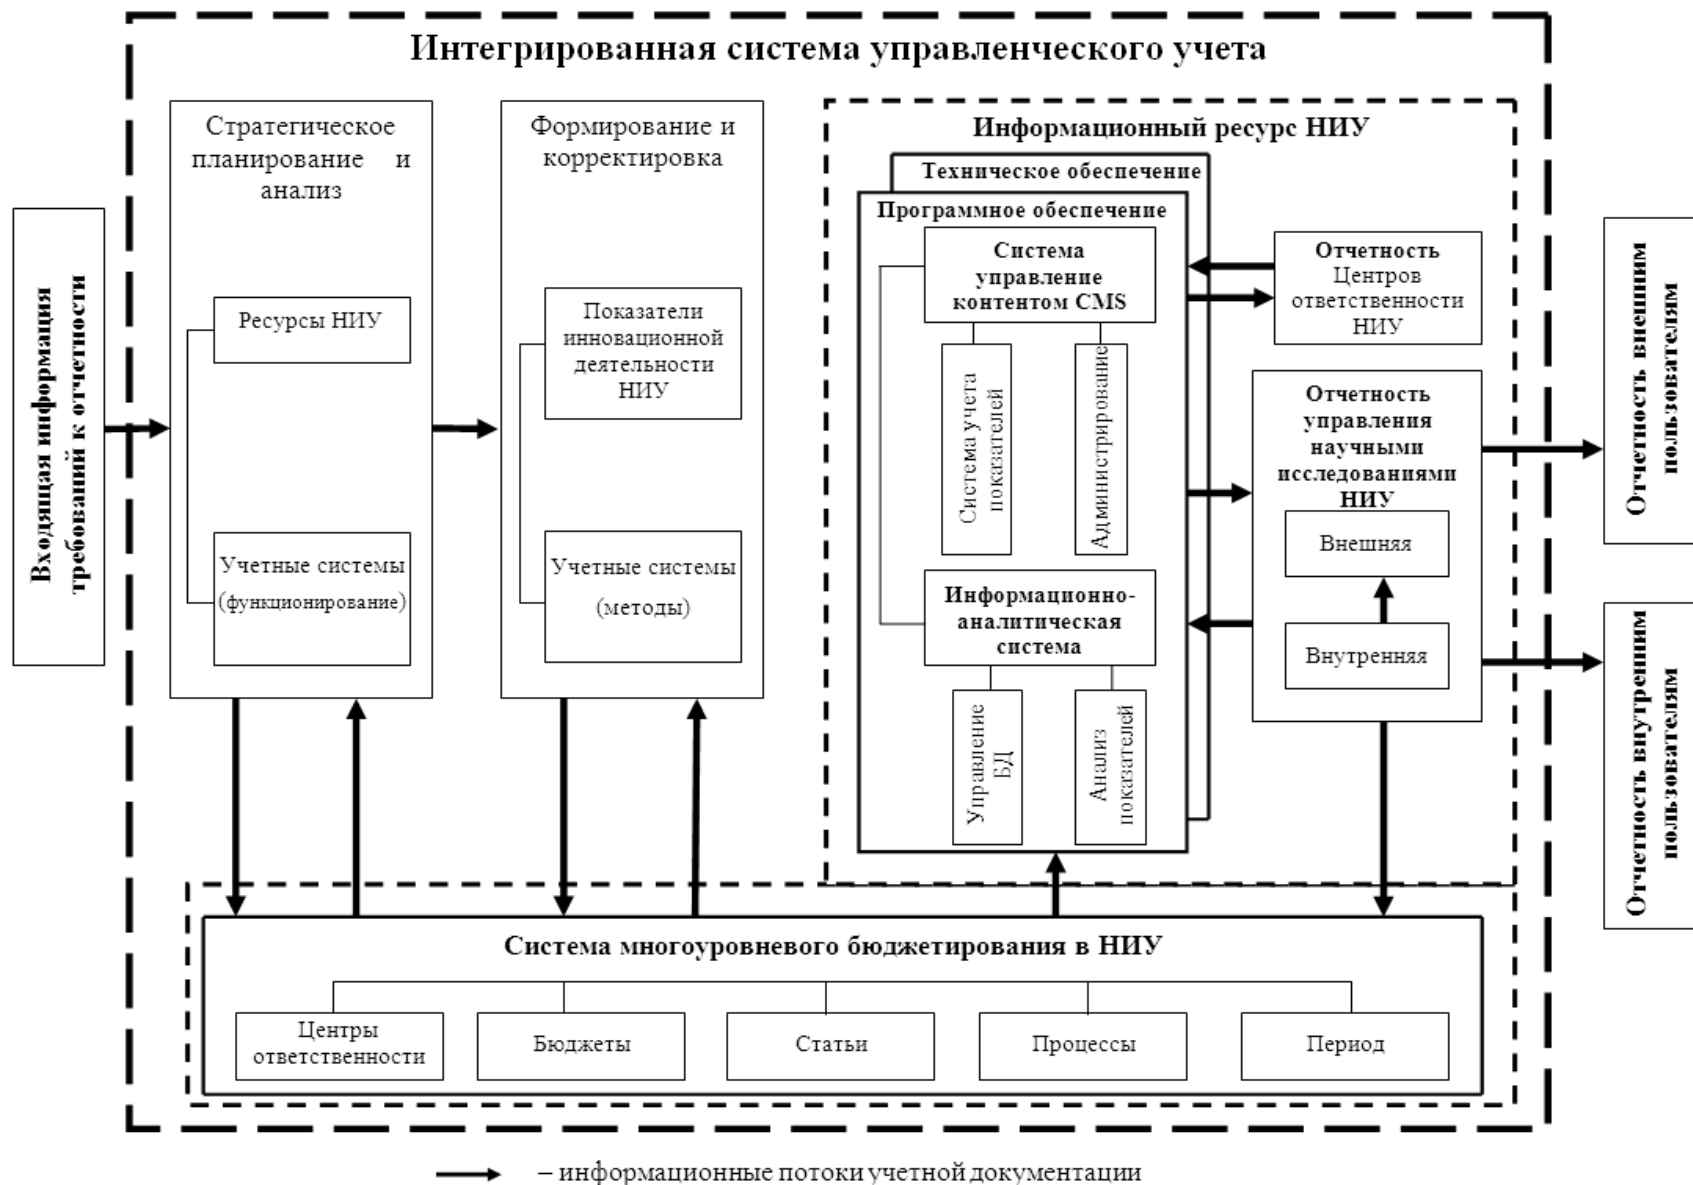 Интегрированная система управленческого учета
Входящая информация
требований к отчетности
Стратегическое
планирование и
анализ
Ресурсы НИУ
Учетные системы
(функционирование)
Формирование и
корректировка
Показатели
инновационной
деятельности
НИУ
Учетные системы
(методы)
Информационный ресурс НИУ
Техническое обеспечение
Программное обеспечение
Система
управление
контентом CMS
Система учета
показателей
Администрирование
Информационно-
аналитическая
система
Управление
БД
Анализ
показателей
Отчетность
Центров
ответственности
НИУ
Отчетность
управления
научными
исследованиями
НИУ
Внешняя
Внутренняя
Отчетность внешним
пользователям
Отчетность внутренним
пользователям
Система многоуровневого бюджетирования в НИУ
Центры
ответственности
Бюджеты
Статьи
Процессы
Период
– информационные потоки учетной документации